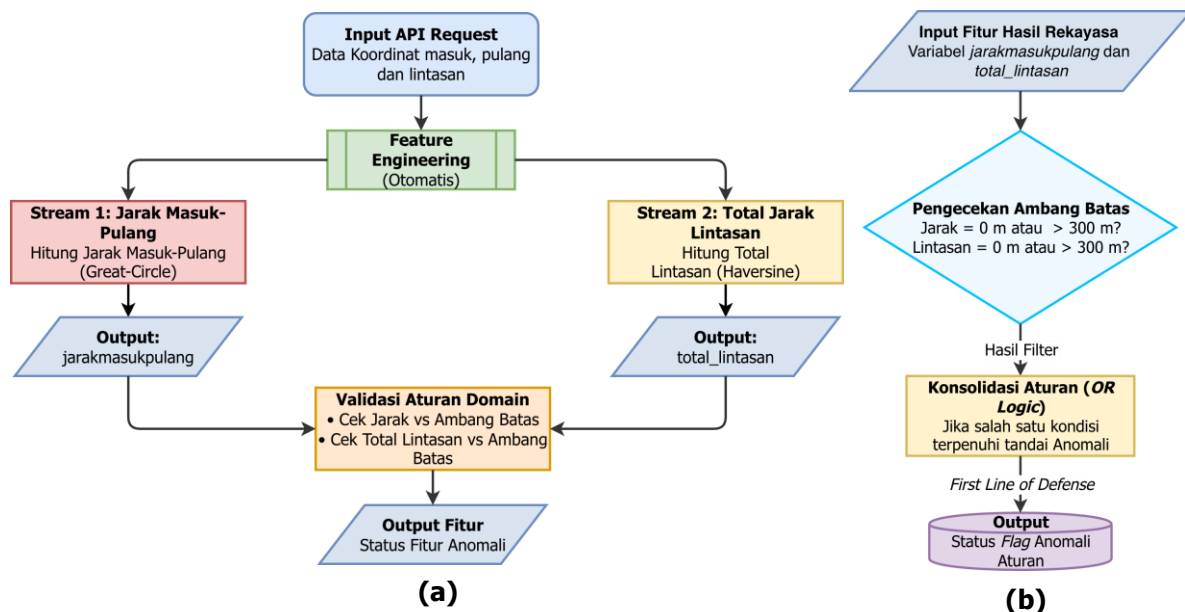 Input API Request
Data Koordinat masuk, pulang
dan lintasan
Feature
Engineering
(Otomatis)
Stream 1: Jarak Masuk-
Pulang
Hitung Jarak Masuk-Pulang
(Great-Circle)
Stream 2: Total Jarak
Lintasan
Hitung Total
Lintasan (Haversine)
Output:
jarakmasukpulang
Output:
total_lintasan
Validasi Aturan Domain
• Cek Jarak vs Ambang Batas
• Cek Total Lintasan vs Ambang
Batas
Output Fitur
Status Fitur Anomali
(a)
Input Fitur Hasil Rekayasa
Variabel jarakmasukpulang dan
total_lintasan
Pengecekan Ambang Batas
Jarak = 0 m atau > 300 m?
Lintasan = 0 m atau > 300 m?
Hasil Filter
Konsolidasi Aturan (OR
Logic)
Jika salah satu kondisi
terpenuhi tandai Anomali
First Line of Defense
Output
Status Flag Anomali
Aturan
(b)